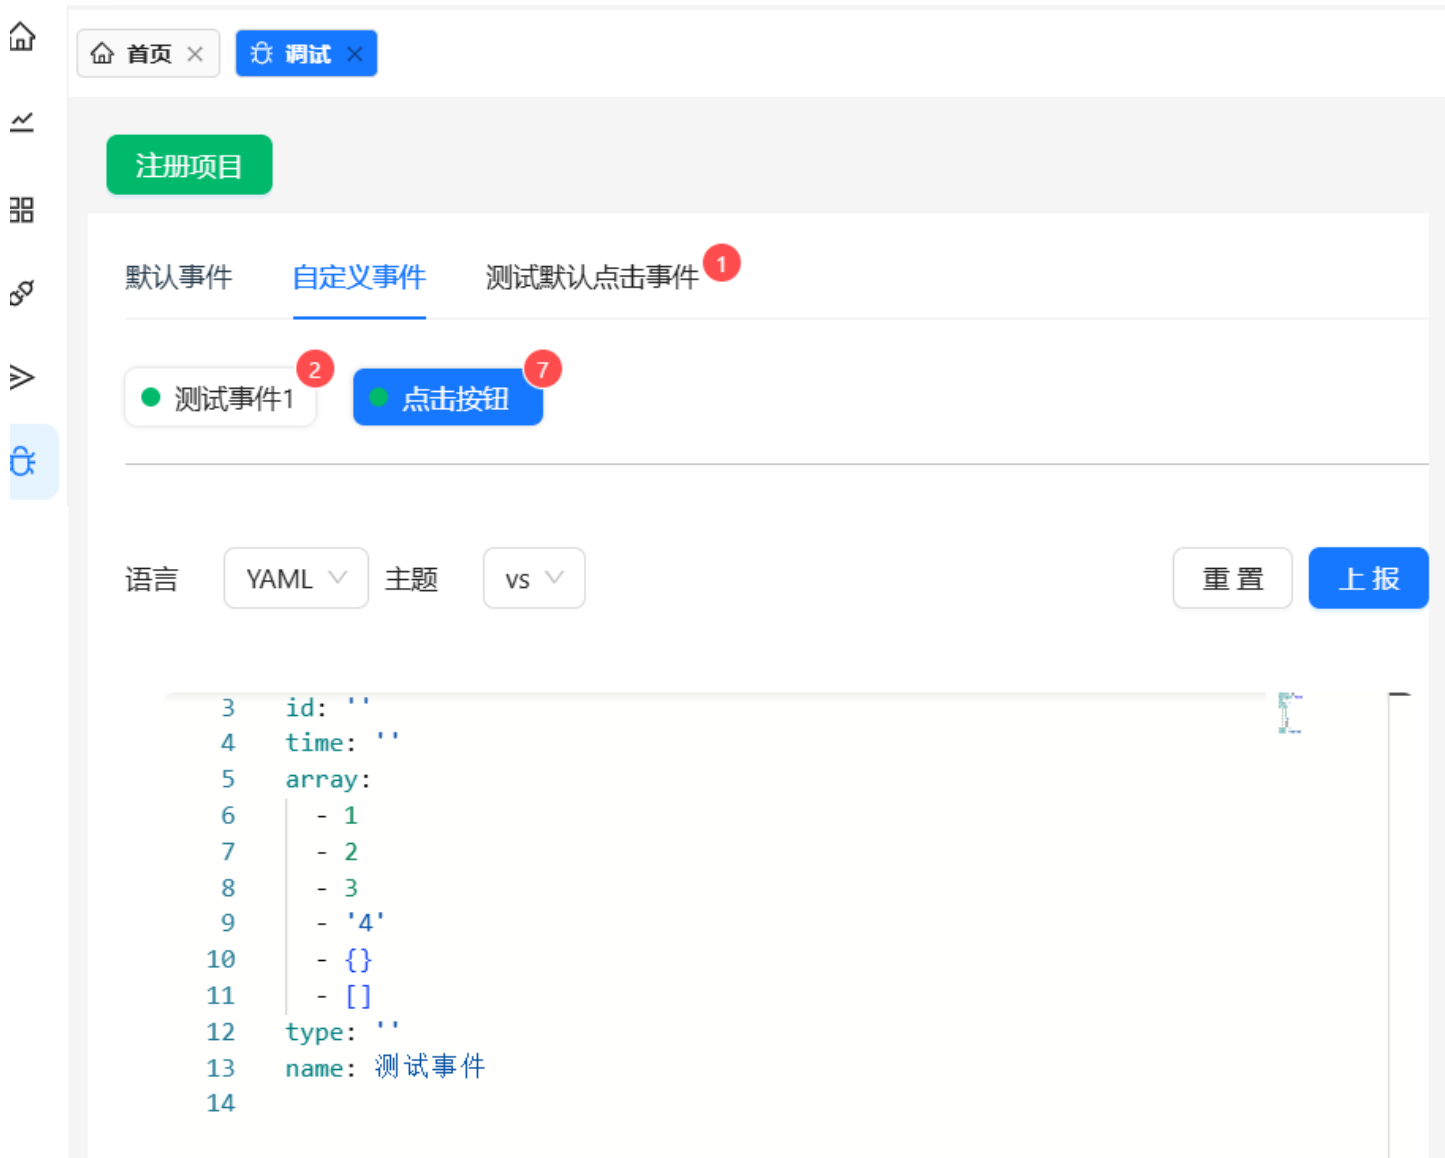 首页 调试
注册项目
默认事件 自定义事件 测试默认点击事件 1
测试事件1 2 点击按钮 7
语言 YAML 主题 vs 重置 上报
3 id: ''
4 time: ''
5 array:
6 - 1
7 - 2
8 - 3
9 - '4'
10 - {}
11 - []
12 type: ''
13 name: 测试事件
14